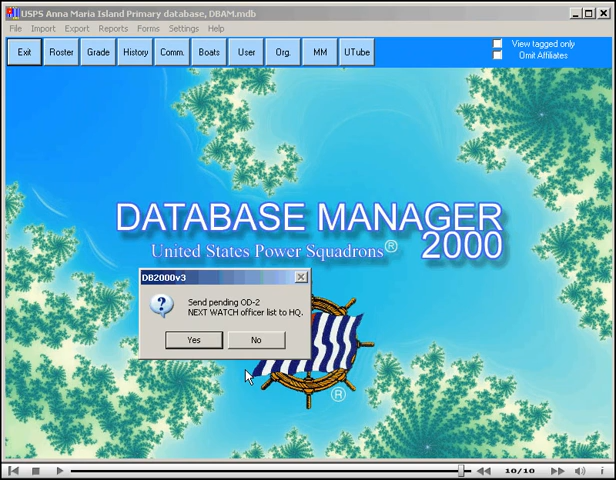 USPS Anna Maria Island Primary database, DBAM.mdb
File Import Export Reports Forms Settings Help
Exit Roster Grade History Comm. Boats User Org. MM UTube
View tagged only
Omit Affiliates
DATABASE MANAGER
2000
United States Power Squadrons®
DB2000v3
Send pending OD-2
NEXT WATCH officer list to HQ.
Yes No
®
10/10